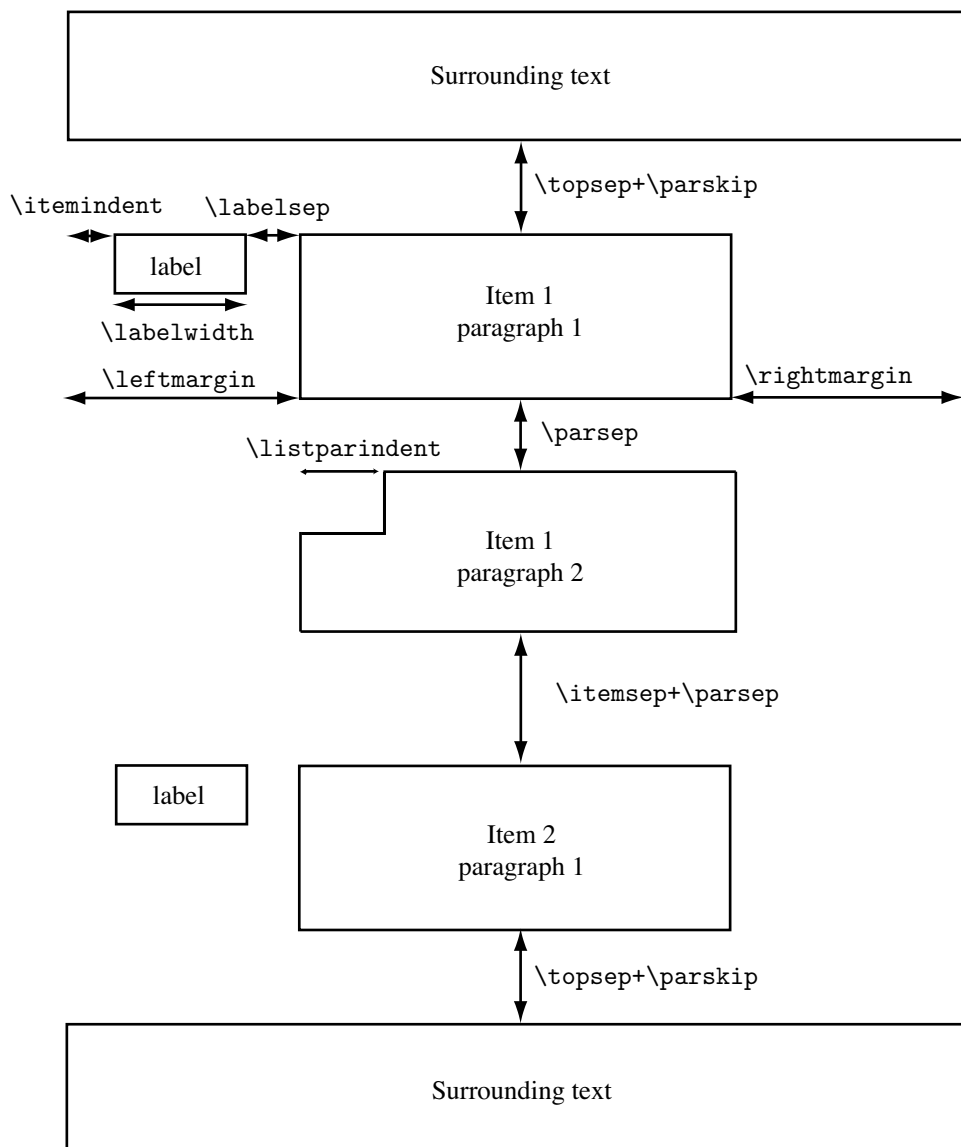 Surrounding text
\topsep+\parskip
\itemindent
\labelsep
label
\labelwidth
\leftmargin
Item 1
paragraph 1
\rightmargin
\parsep
\listparindent
Item 1
paragraph 2
\itemsep+\parsep
label
Item 2
paragraph 1
\topsep+\parskip
Surrounding text